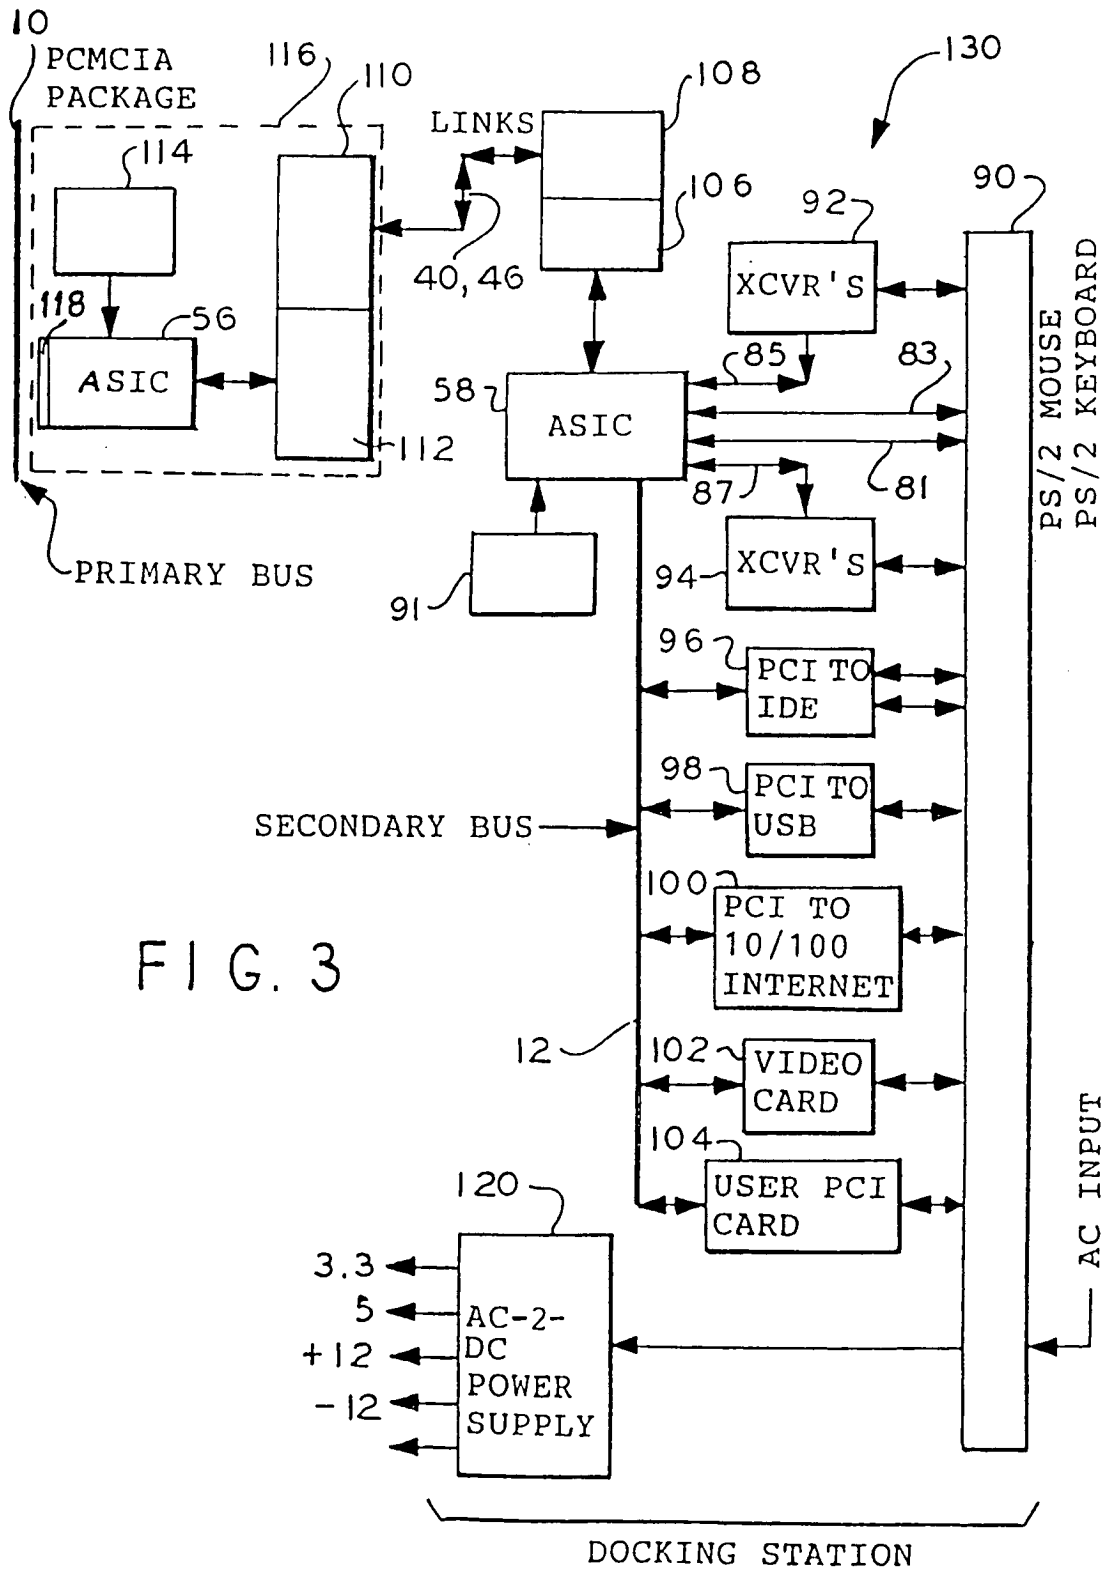 10
PCMCIA
PACKAGE
116
110
108
130
LINKS
114
106
92
90
XCVR'S
40,46
118
56
ASIC
85
83
58
ASIC
112
87
81
PS/2 MOUSE
PS/2 KEYBOARD
PRIMARY BUS
91
94
XCVR'S
96
PCI TO
IDE
98
PCI TO
USB
SECONDARY BUS
100
PCI TO
10/100
INTERNET
FIG. 3
12
102
VIDEO
CARD
104
USER PCI
CARD
AC INPUT
120
3.3
5
+12
-12
AC-2-
DC
POWER
SUPPLY
DOCKING STATION